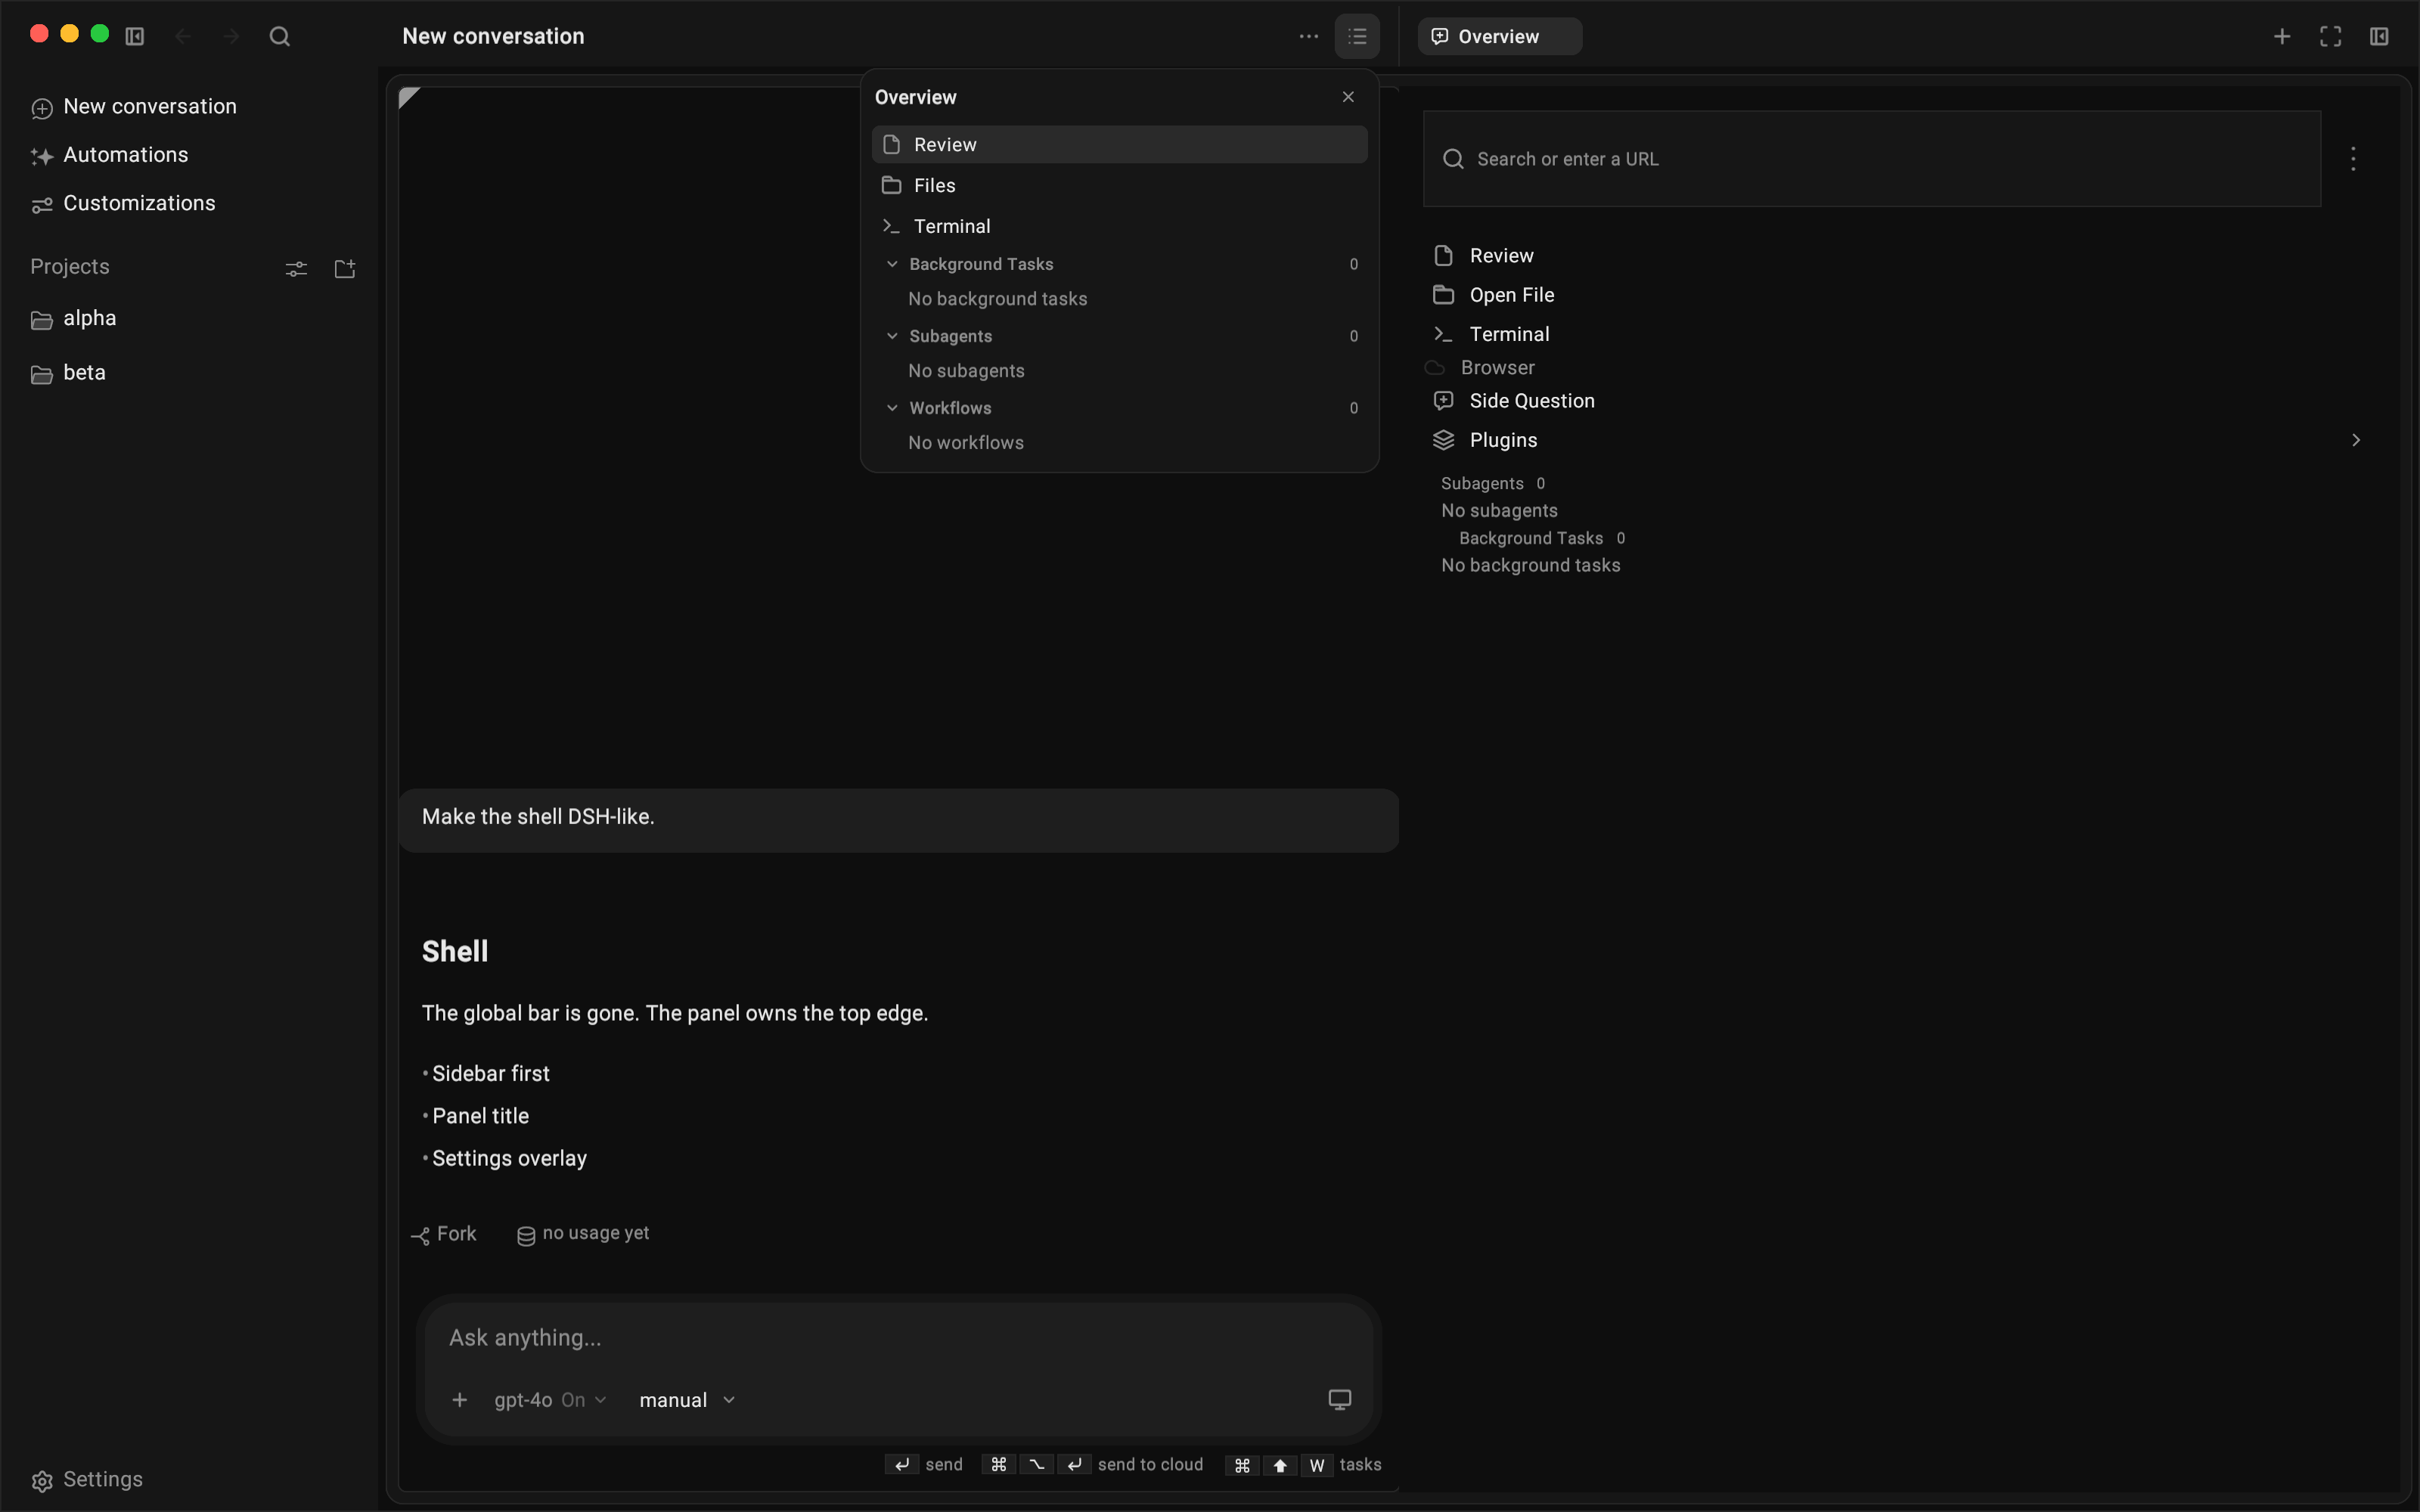 New conversation
Overview
New conversation
Automations
Customizations
Projects
alpha
beta
Settings
Overview
Review
Files
Terminal
Background Tasks 0
No background tasks
Subagents 0
No subagents
Workflows 0
No workflows
Make the shell DSH-like.
Shell
The global bar is gone. The panel owns the top edge.
• Sidebar first
• Panel title
• Settings overlay
Fork no usage yet
Ask anything...
gpt-4o On manual
send ⌘ ⌥ send to cloud ⌘ W tasks
Search or enter a URL
Review
Open File
Terminal
Browser
Side Question
Plugins
Subagents 0
No subagents
Background Tasks 0
No background tasks